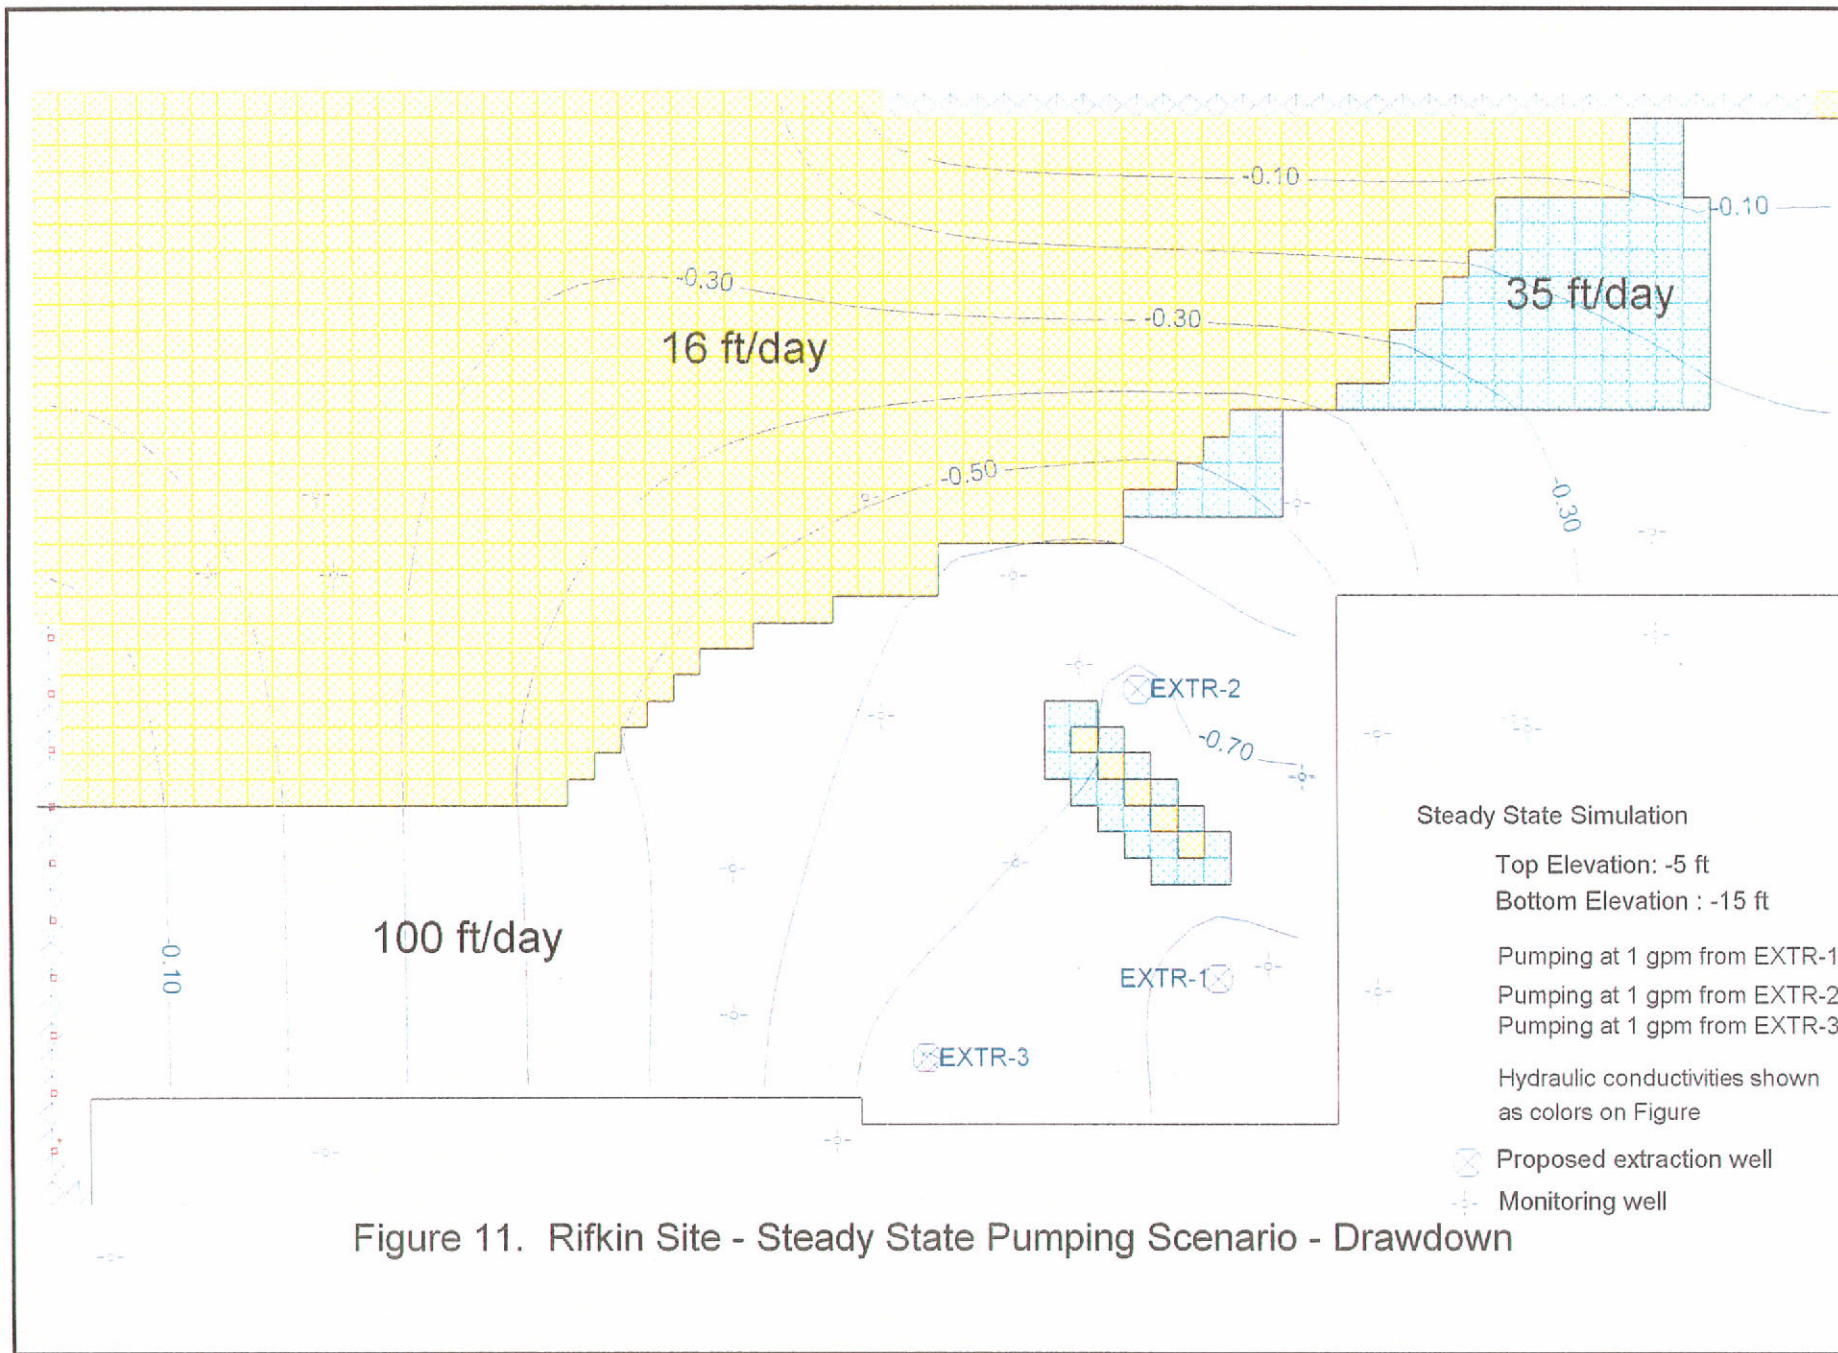 -0.10
-0.10
-0.30
35 ft/day
-0.30
16 ft/day
-0.50
-0.30
EXTR-2
-0.70
Steady State Simulation
Top Elevation: -5 ft
Bottom Elevation : -15 ft
100 ft/day
-0.10
Pumping at 1 gpm from EXTR-1
EXTR-1
Pumping at 1 gpm from EXTR-2
Pumping at 1 gpm from EXTR-3
EXTR-3
Hydraulic conductivities shown
as colors on Figure
Proposed extraction well
Monitoring well
Figure 11. Rifkin Site - Steady State Pumping Scenario - Drawdown